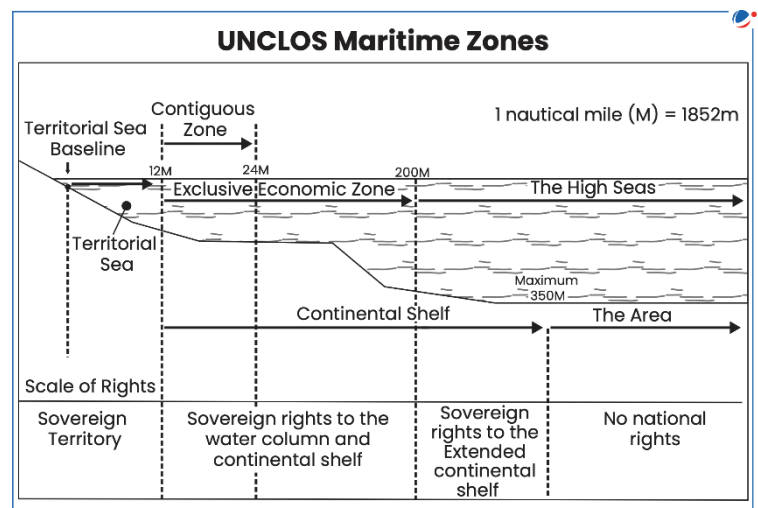 UNCLOS Maritime Zones
1 nautical mile (M) = 1852m
Contiguous
Zone
Territorial Sea
Baseline
12M
24M
200M
Exclusive Economic Zone
The High Seas
Territorial
Sea
Maximum
350M
Continental Shelf
The Area
Scale of Rights
Sovereign
Territory
Sovereign rights to the
water column and
continental shelf
Sovereign
rights to the
Extended
continental
shelf
No national
rights